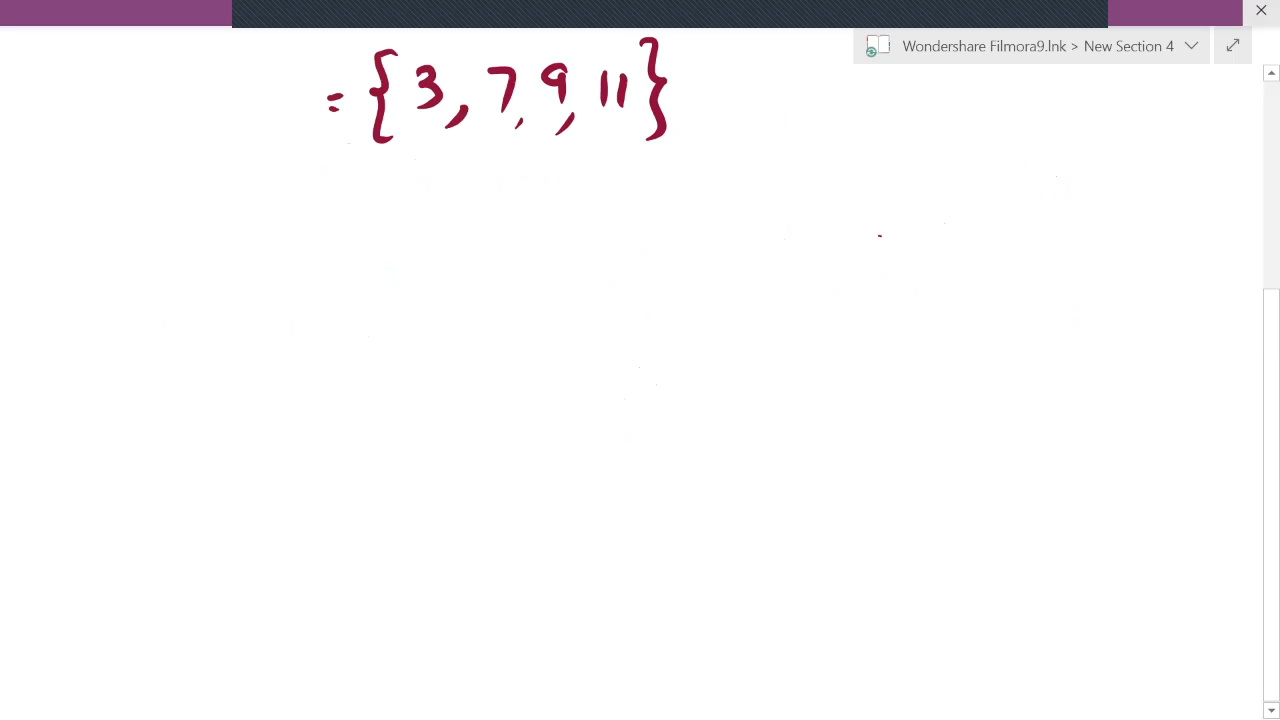 Wondershare Filmora9.lnk > New Section 4
= { 3, 7, 9, 11 }